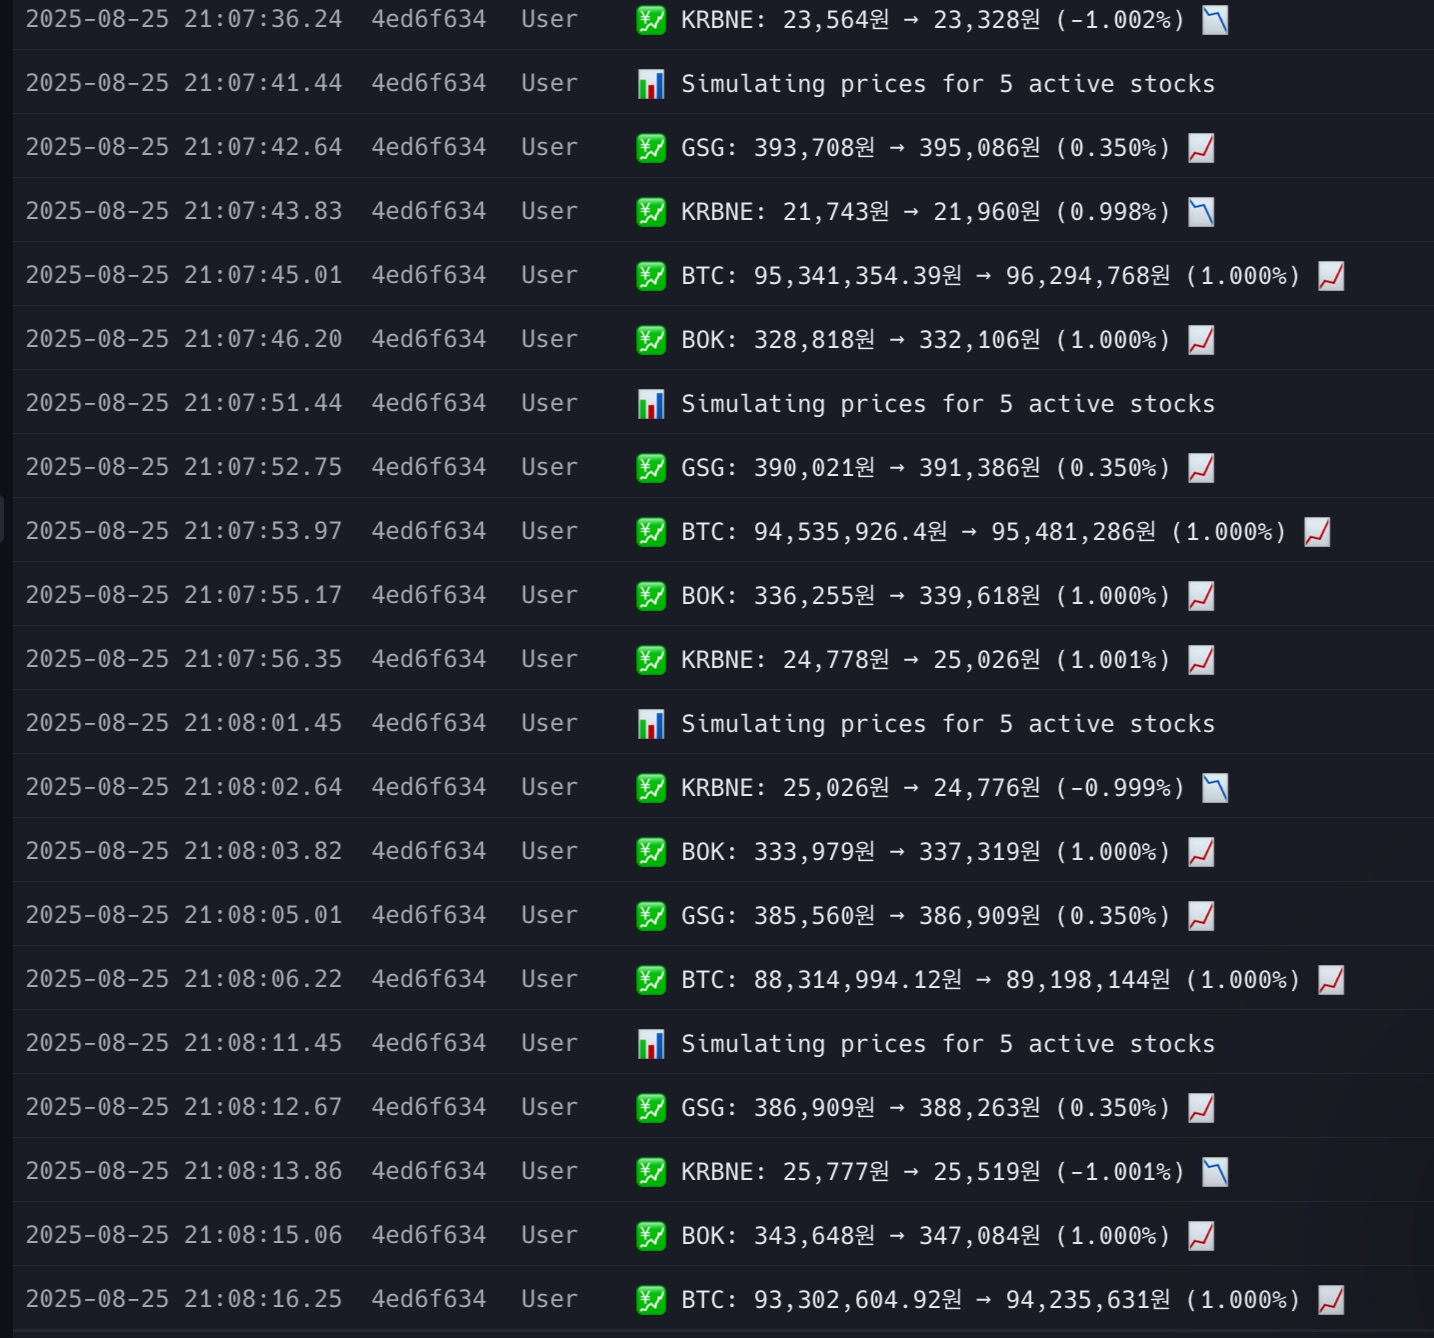 2025-08-25 21:07:36.24 4ed6f634 User 💹 KRBNE: 23,564원 → 23,328원 (-1.002%) 📉
2025-08-25 21:07:41.44 4ed6f634 User 📊 Simulating prices for 5 active stocks
2025-08-25 21:07:42.64 4ed6f634 User 💹 GSG: 393,708원 → 395,086원 (0.350%) 📈
2025-08-25 21:07:43.83 4ed6f634 User 💹 KRBNE: 21,743원 → 21,960원 (0.998%) 📉
2025-08-25 21:07:45.01 4ed6f634 User 💹 BTC: 95,341,354.39원 → 96,294,768원 (1.000%) 📈
2025-08-25 21:07:46.20 4ed6f634 User 💹 BOK: 328,818원 → 332,106원 (1.000%) 📈
2025-08-25 21:07:51.44 4ed6f634 User 📊 Simulating prices for 5 active stocks
2025-08-25 21:07:52.75 4ed6f634 User 💹 GSG: 390,021원 → 391,386원 (0.350%) 📈
2025-08-25 21:07:53.97 4ed6f634 User 💹 BTC: 94,535,926.4원 → 95,481,286원 (1.000%) 📈
2025-08-25 21:07:55.17 4ed6f634 User 💹 BOK: 336,255원 → 339,618원 (1.000%) 📈
2025-08-25 21:07:56.35 4ed6f634 User 💹 KRBNE: 24,778원 → 25,026원 (1.001%) 📈
2025-08-25 21:08:01.45 4ed6f634 User 📊 Simulating prices for 5 active stocks
2025-08-25 21:08:02.64 4ed6f634 User 💹 KRBNE: 25,026원 → 24,776원 (-0.999%) 📉
2025-08-25 21:08:03.82 4ed6f634 User 💹 BOK: 333,979원 → 337,319원 (1.000%) 📈
2025-08-25 21:08:05.01 4ed6f634 User 💹 GSG: 385,560원 → 386,909원 (0.350%) 📈
2025-08-25 21:08:06.22 4ed6f634 User 💹 BTC: 88,314,994.12원 → 89,198,144원 (1.000%) 📈
2025-08-25 21:08:11.45 4ed6f634 User 📊 Simulating prices for 5 active stocks
2025-08-25 21:08:12.67 4ed6f634 User 💹 GSG: 386,909원 → 388,263원 (0.350%) 📈
2025-08-25 21:08:13.86 4ed6f634 User 💹 KRBNE: 25,777원 → 25,519원 (-1.001%) 📉
2025-08-25 21:08:15.06 4ed6f634 User 💹 BOK: 343,648원 → 347,084원 (1.000%) 📈
2025-08-25 21:08:16.25 4ed6f634 User 💹 BTC: 93,302,604.92원 → 94,235,631원 (1.000%) 📈